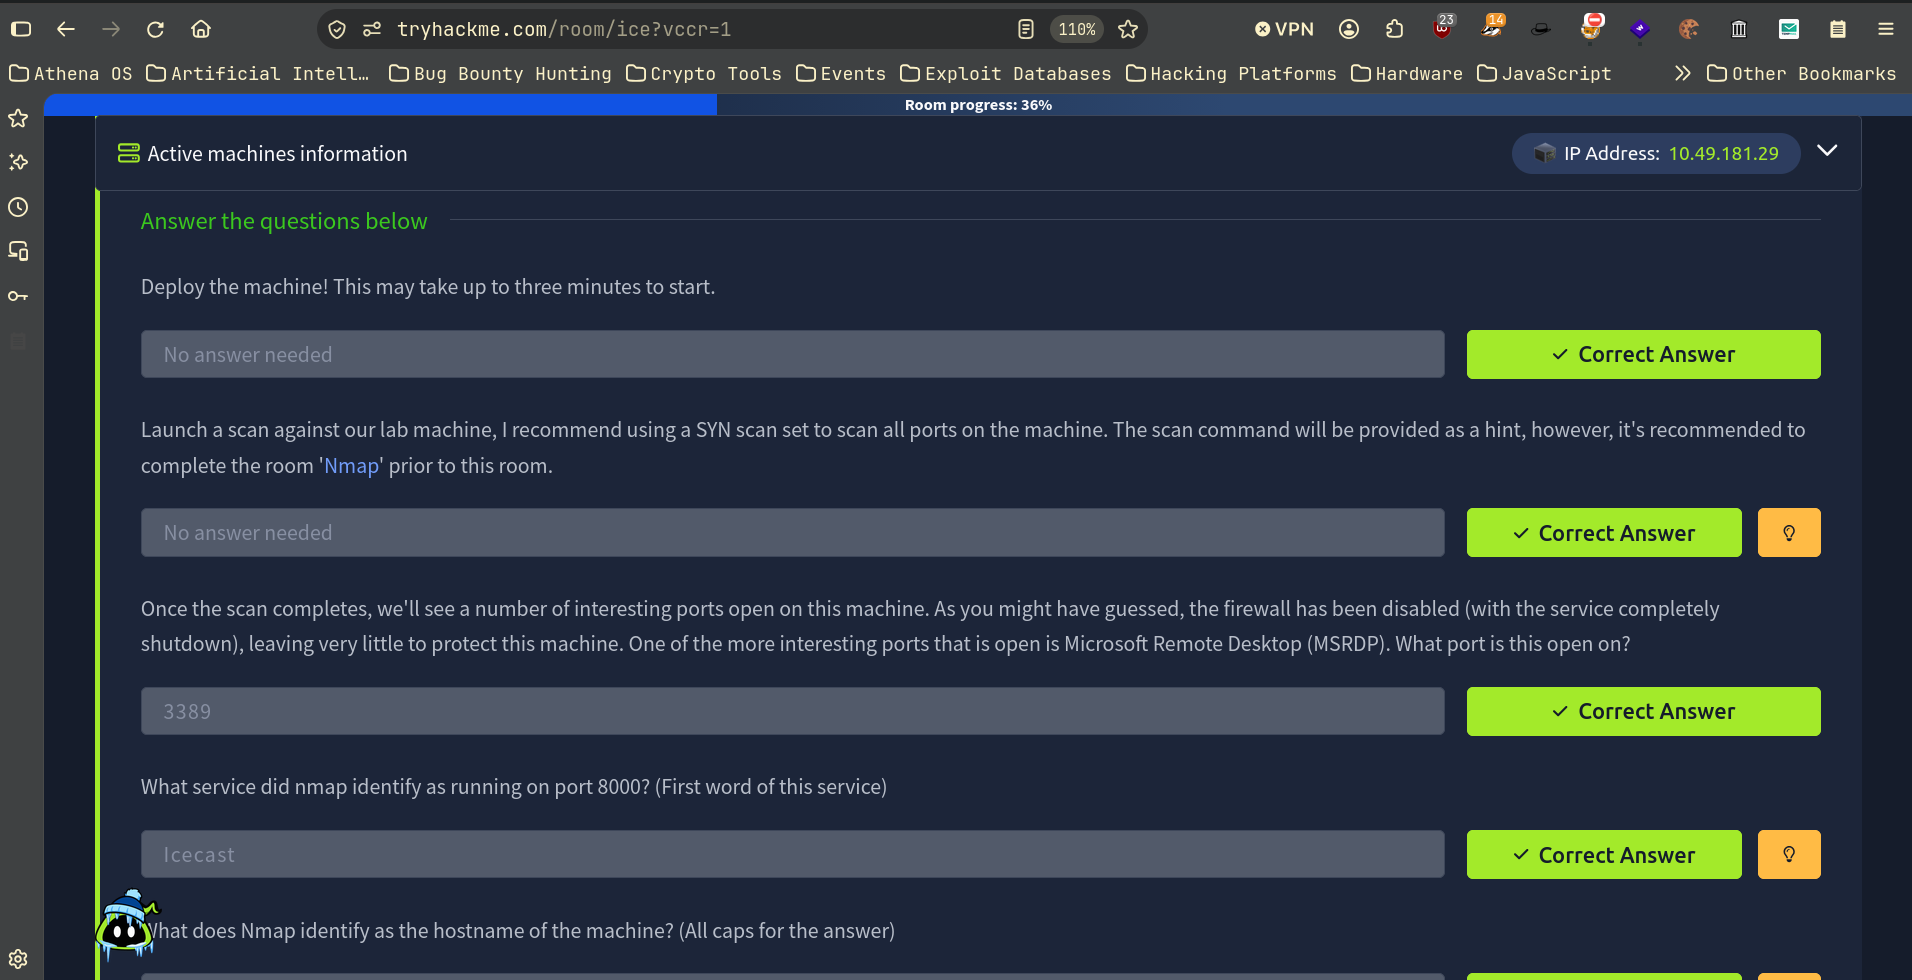 tryhackme.com/room/ice?vccr=1
110%
VPN
23
14
Athena OS
Artificial Intell…
Bug Bounty Hunting
Crypto Tools
Events
Exploit Databases
Hacking Platforms
Hardware
JavaScript
Other Bookmarks
Room progress: 36%
Active machines information
IP Address: 10.49.181.29
Answer the questions below
Deploy the machine! This may take up to three minutes to start.
No answer needed
Correct Answer
Launch a scan against our lab machine, I recommend using a SYN scan set to scan all ports on the machine. The scan command will be provided as a hint, however, it's recommended to
complete the room 'Nmap' prior to this room.
No answer needed
Correct Answer
Once the scan completes, we'll see a number of interesting ports open on this machine. As you might have guessed, the firewall has been disabled (with the service completely
shutdown), leaving very little to protect this machine. One of the more interesting ports that is open is Microsoft Remote Desktop (MSRDP). What port is this open on?
3389
Correct Answer
What service did nmap identify as running on port 8000? (First word of this service)
Icecast
Correct Answer
What does Nmap identify as the hostname of the machine? (All caps for the answer)